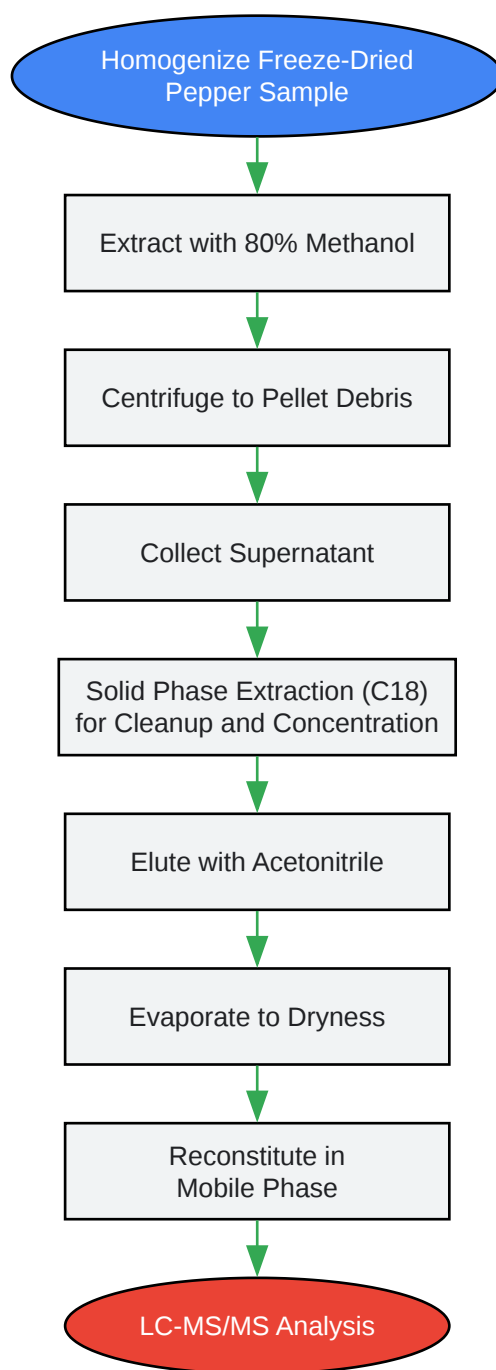 Homogenize Freeze-Dried
Pepper Sample
Extract with 80% Methanol
Centrifuge to Pellet Debris
Collect Supernatant
Solid Phase Extraction (C18)
for Cleanup and Concentration
Elute with Acetonitrile
Evaporate to Dryness
Reconstitute in
Mobile Phase
LC-MS/MS Analysis